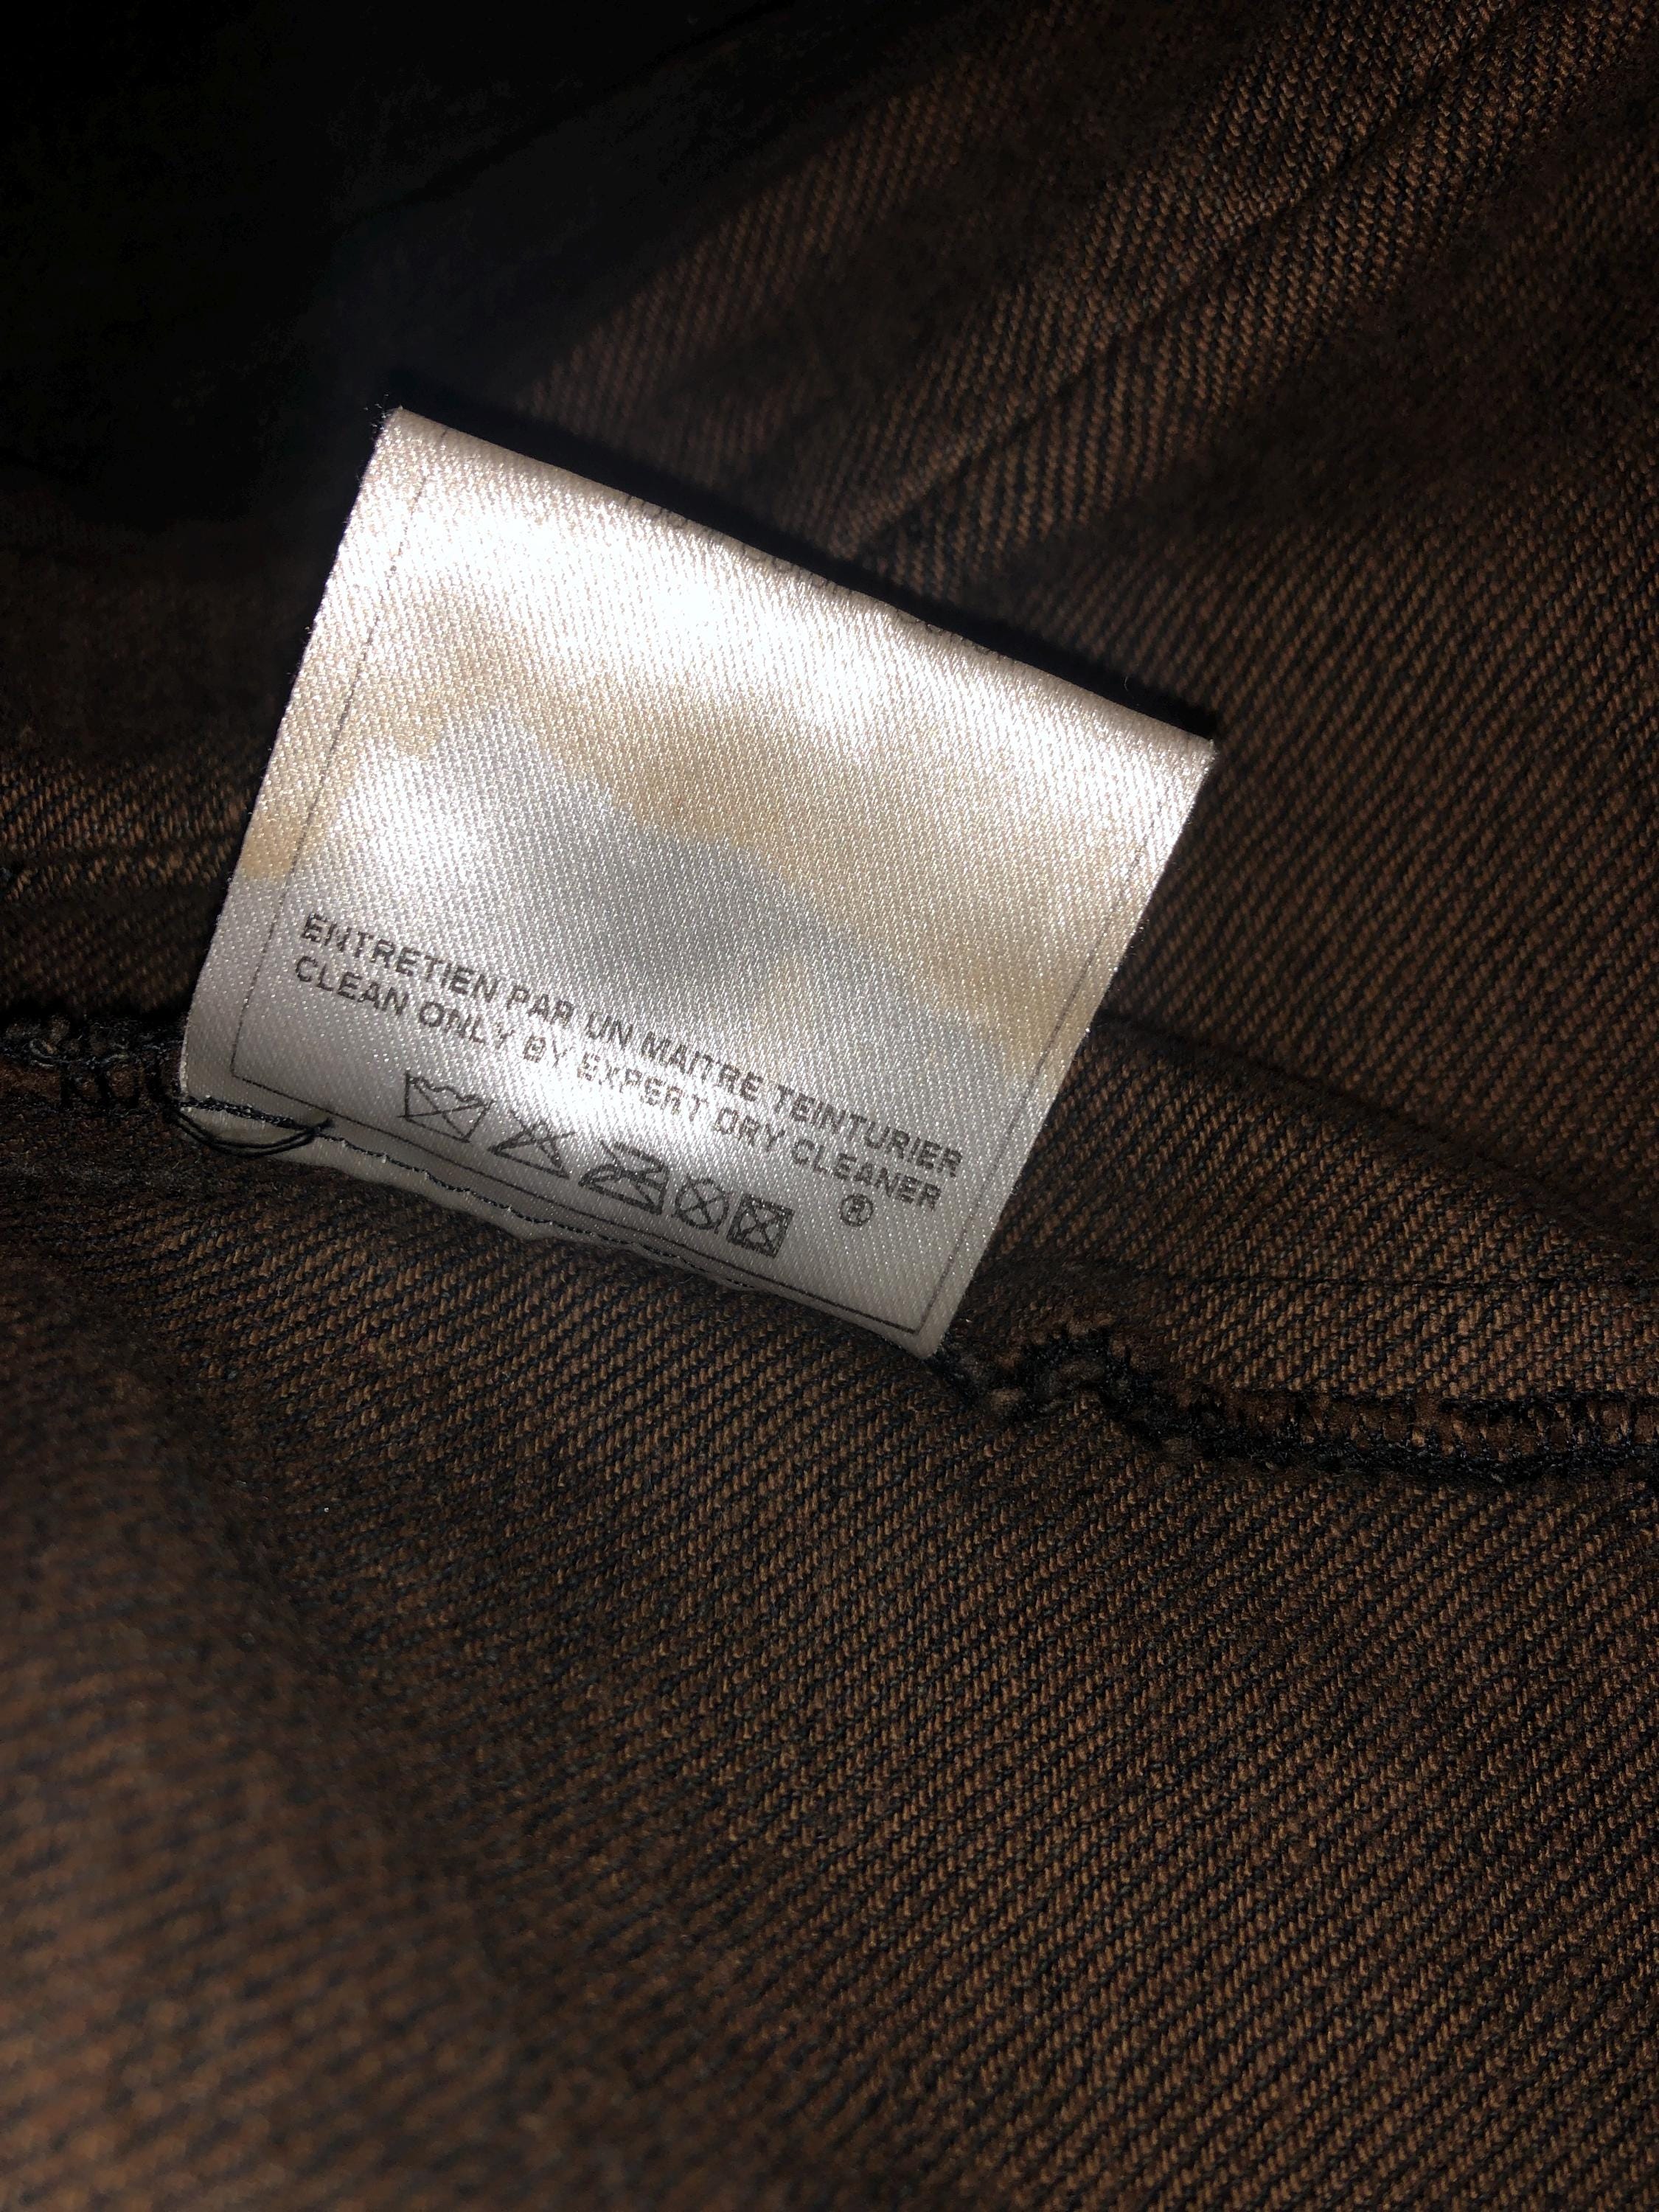 ENTRETIEN PAR UN MAITRE TEINTURIER
CLEAN ONLY BY EXPERT DRY CLEANER
®